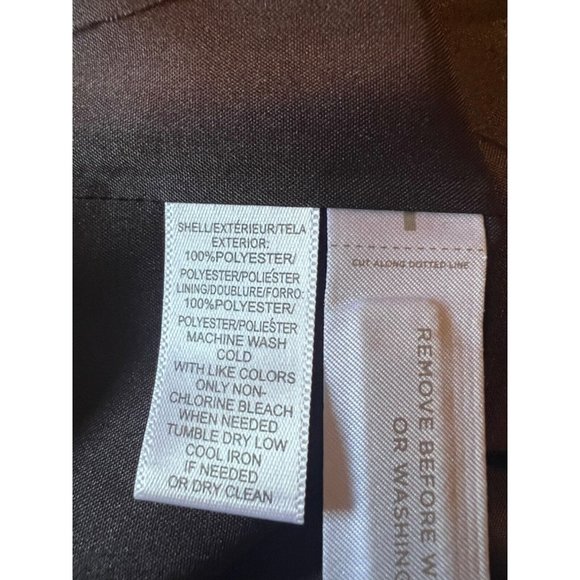 SHELL/EXTÉRIEUR/TELA
EXTERIOR:
100%POLYESTER/
POLYESTER/POLIÉSTER
LINING/DOUBLURE/FORRO:
100%POLYESTER/
POLYESTER/POLIÉSTER
MACHINE WASH
COLD
WITH LIKE COLORS
ONLY NON-
CHLORINE BLEACH
WHEN NEEDED
TUMBLE DRY LOW
COOL IRON
IF NEEDED
OR DRY CLEAN
CUT ALONG DOTTED LINE
REMOVE BEFORE W
OR WASHING